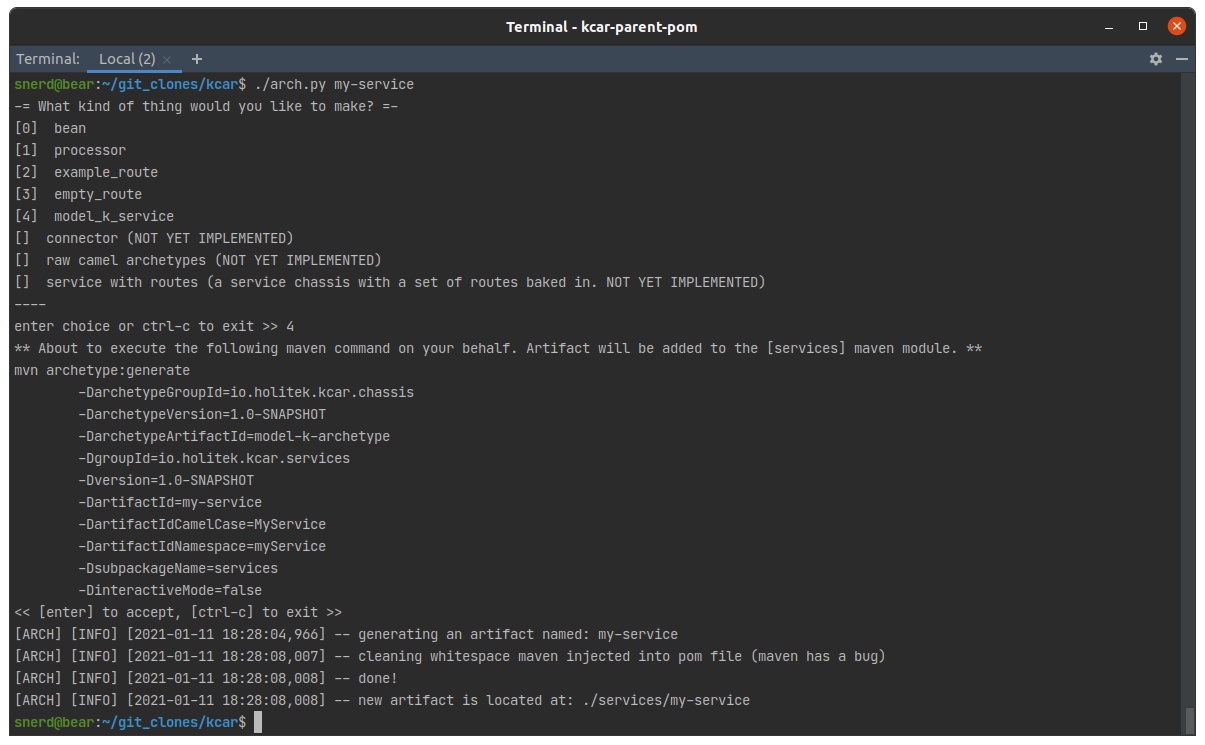 Terminal - kcar-parent-pom
Terminal: Local (2) × +
snerd@bear:~/git_clones/kcar$ ./arch.py my-service
-= What kind of thing would you like to make? =-
[0]  bean
[1]  processor
[2]  example_route
[3]  empty_route
[4]  model_k_service
[]  connector (NOT YET IMPLEMENTED)
[]  raw camel archetypes (NOT YET IMPLEMENTED)
[]  service with routes (a service chassis with a set of routes baked in. NOT YET IMPLEMENTED)
----
enter choice or ctrl-c to exit >> 4
** About to execute the following maven command on your behalf. Artifact will be added to the [services] maven module. **
mvn archetype:generate
        -DarchetypeGroupId=io.holitek.kcar.chassis
        -DarchetypeVersion=1.0-SNAPSHOT
        -DarchetypeArtifactId=model-k-archetype
        -DgroupId=io.holitek.kcar.services
        -Dversion=1.0-SNAPSHOT
        -DartifactId=my-service
        -DartifactIdCamelCase=MyService
        -DartifactIdNamespace=myService
        -DsubpackageName=services
        -DinteractiveMode=false
<< [enter] to accept, [ctrl-c] to exit >>
[ARCH] [INFO] [2021-01-11 18:28:04,966] -- generating an artifact named: my-service
[ARCH] [INFO] [2021-01-11 18:28:08,007] -- cleaning whitespace maven injected into pom file (maven has a bug)
[ARCH] [INFO] [2021-01-11 18:28:08,008] -- done!
[ARCH] [INFO] [2021-01-11 18:28:08,008] -- new artifact is located at: ./services/my-service
snerd@bear:~/git_clones/kcar$